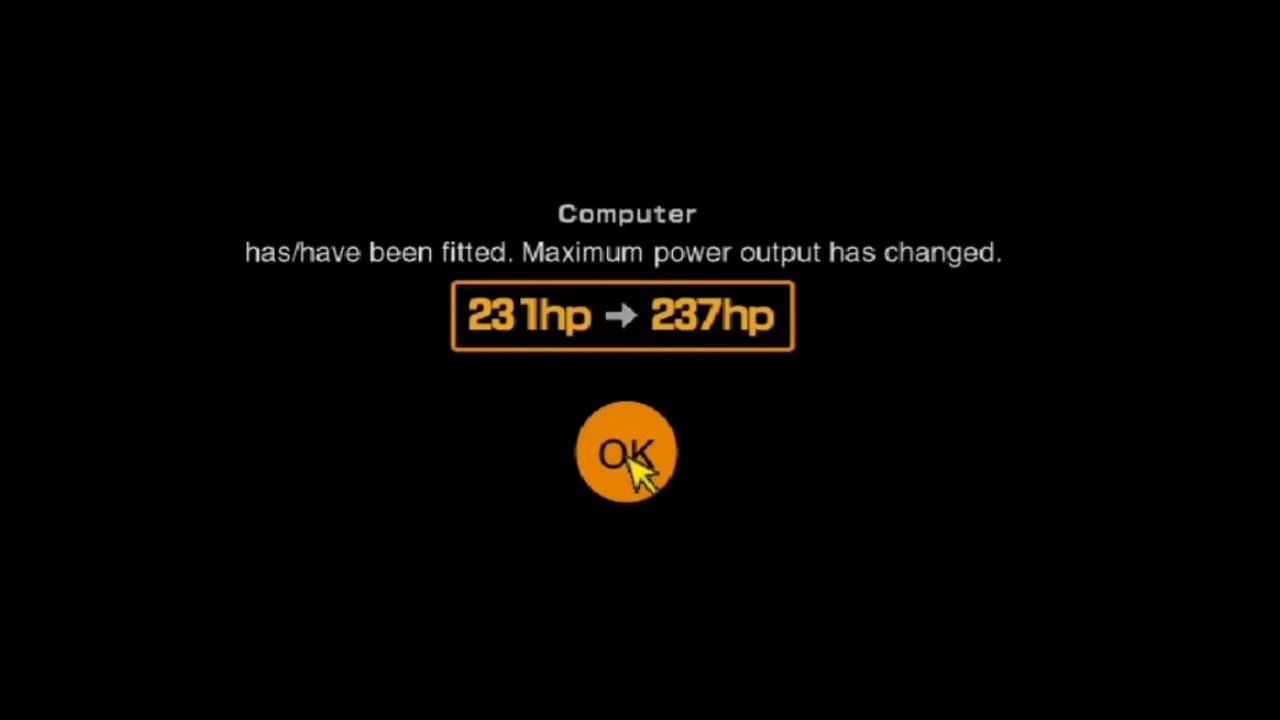 Computer
has/have been fitted. Maximum power output has changed.
231hp ➔ 237hp
OK